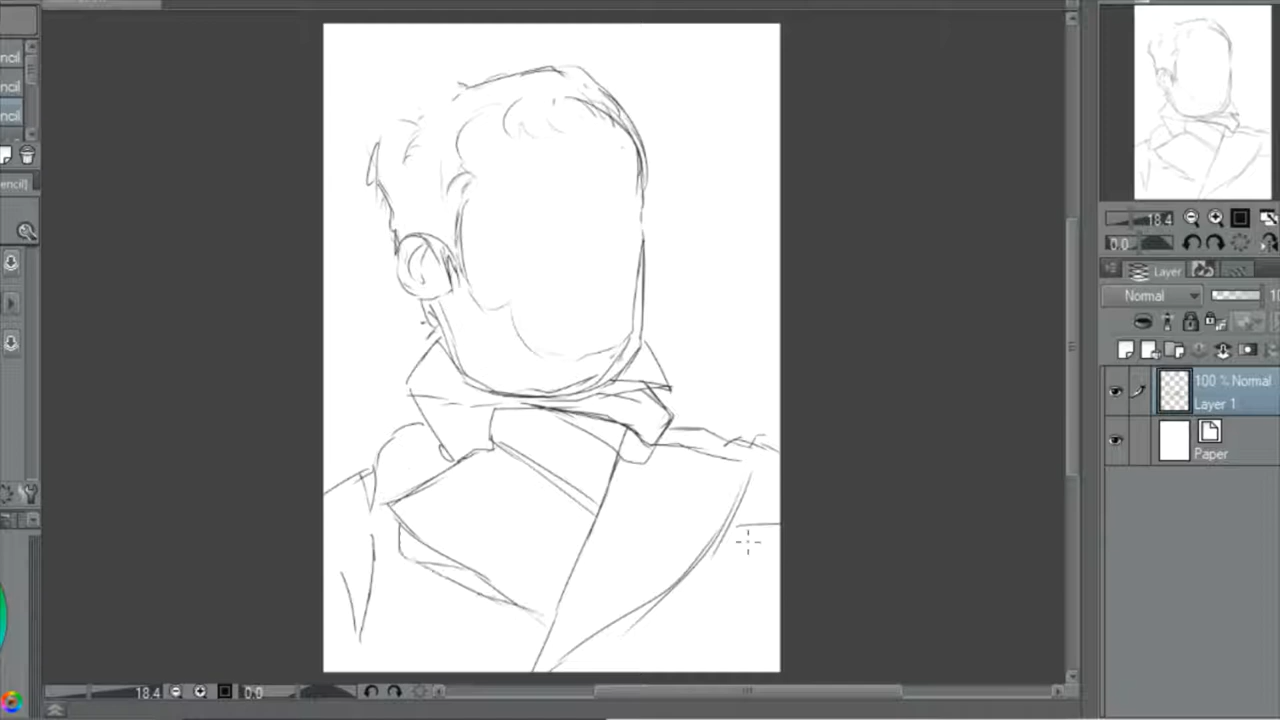 ncil
ncil
ncil
encil]
18.4
0.0
Layer
Normal
10
100 % Normal
Layer 1
Paper
18.4
0.0